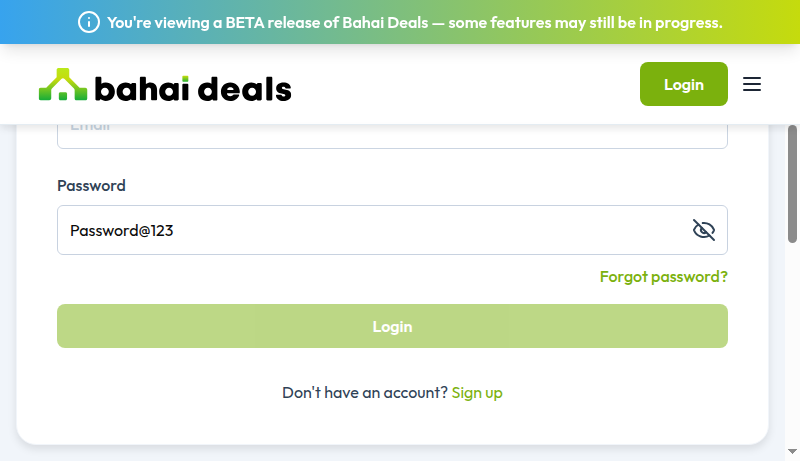 You're viewing a BETA release of Bahai Deals — some features may still be in progress.
bahai deals
Login
Email
Password
Password@123
Forgot password?
Login
Don't have an account? Sign up